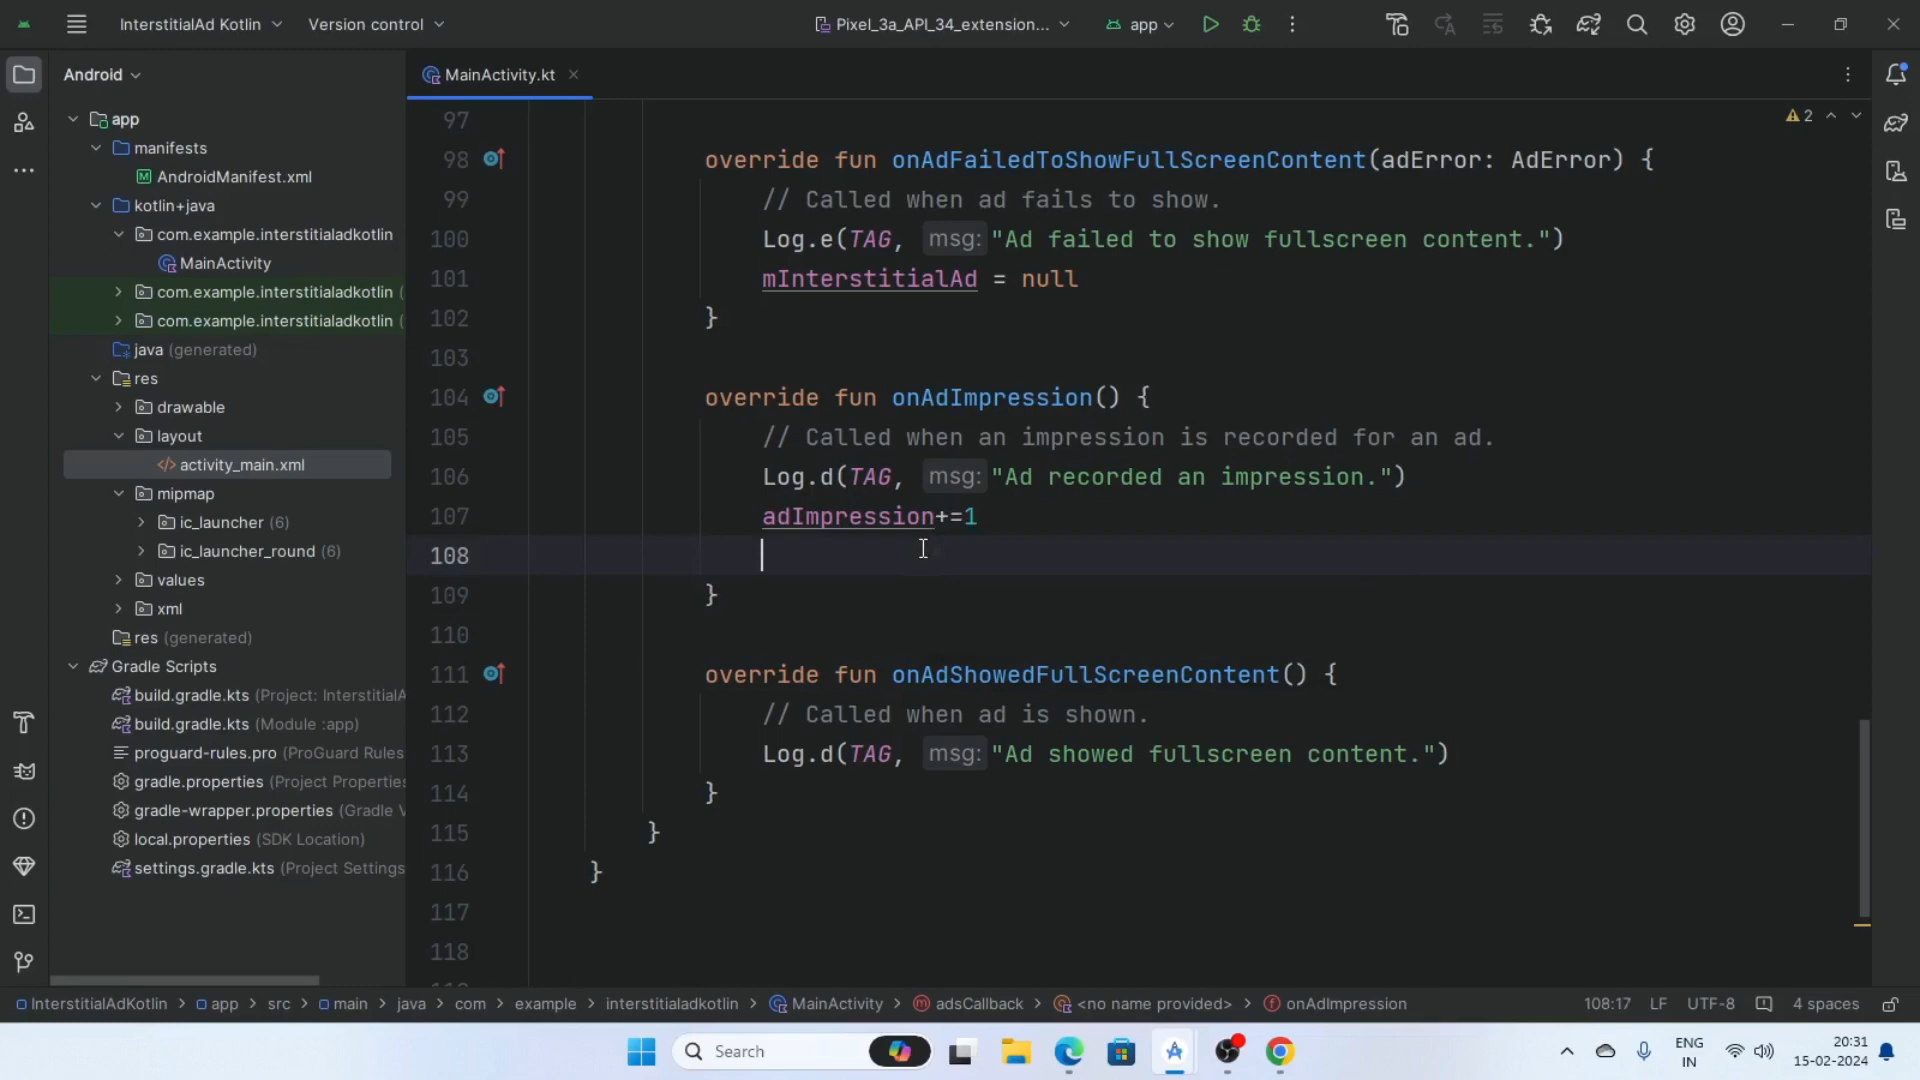 InterstitialAd Kotlin
Version control
Pixel_3a_API_34_extension...
app
Android
MainActivity.kt
app
manifests
AndroidManifest.xml
kotlin+java
com.example.interstitialadkotlin
MainActivity
com.example.interstitialadkotlin (
com.example.interstitialadkotlin (
java (generated)
res
drawable
layout
activity_main.xml
mipmap
ic_launcher (6)
ic_launcher_round (6)
values
xml
res (generated)
Gradle Scripts
build.gradle.kts (Project: InterstitialA
build.gradle.kts (Module :app)
proguard-rules.pro (ProGuard Rules
gradle.properties (Project Properties
gradle-wrapper.properties (Gradle V
local.properties (SDK Location)
settings.gradle.kts (Project Settings
2
97
98 override fun onAdFailedToShowFullScreenContent(adError: AdError) {
99 // Called when ad fails to show.
100 Log.e(TAG, msg: "Ad failed to show fullscreen content.")
101 mInterstitialAd = null
102 }
103
104 override fun onAdImpression() {
105 // Called when an impression is recorded for an ad.
106 Log.d(TAG, msg: "Ad recorded an impression.")
107 adImpression+=1
108
109 }
110
111 override fun onAdShowedFullScreenContent() {
112 // Called when ad is shown.
113 Log.d(TAG, msg: "Ad showed fullscreen content.")
114 }
115 }
116 }
117
118
InterstitialAdKotlin > app > src > main > java > com > example > interstitialadkotlin > MainActivity > adsCallback > <no name provided> > onAdImpression
108:17 LF UTF-8 4 spaces
Search
ENG
IN
20:31
15-02-2024